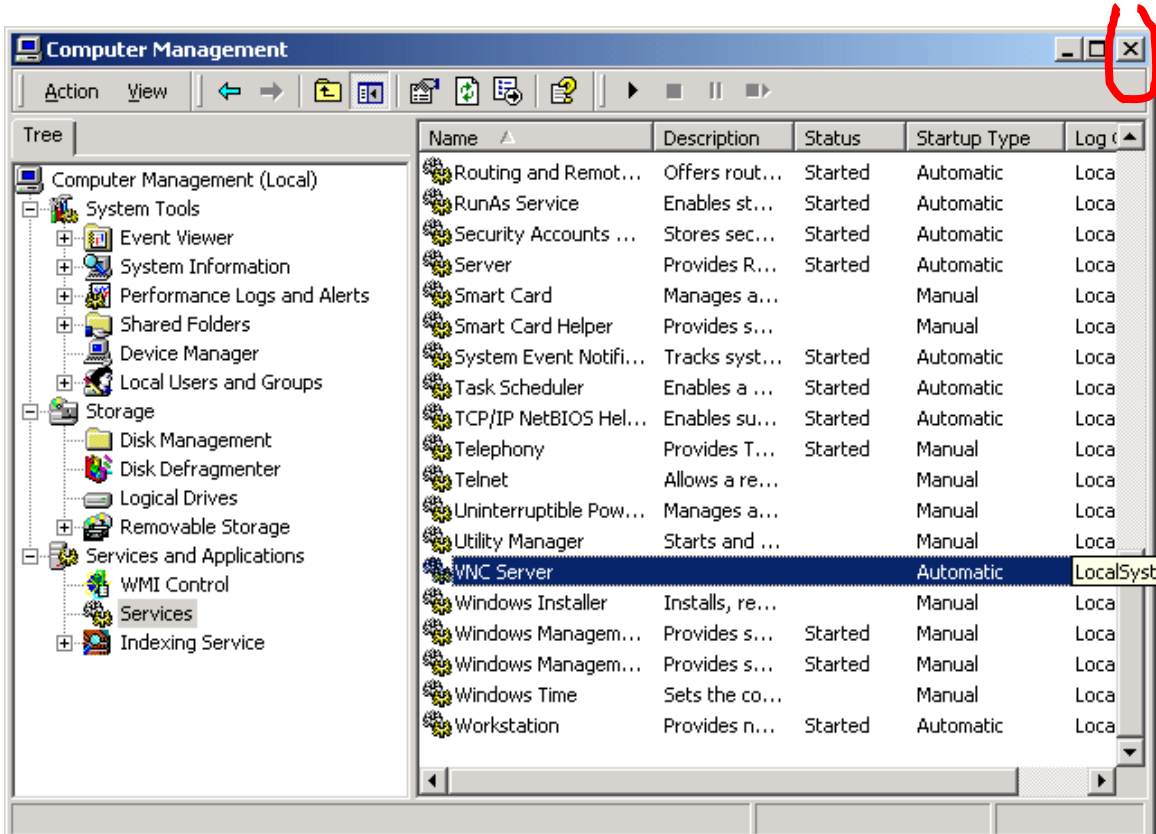 Computer Management
Action View
Tree
Computer Management (Local)
System Tools
Event Viewer
System Information
Performance Logs and Alerts
Shared Folders
Device Manager
Local Users and Groups
Storage
Disk Management
Disk Defragmenter
Logical Drives
Removable Storage
Services and Applications
WMI Control
Services
Indexing Service
Name Description Status Startup Type Log
Routing and Remot... Offers rout... Started Automatic Loca
RunAs Service Enables st... Started Automatic Loca
Security Accounts ... Stores sec... Started Automatic Loca
Server Provides R... Started Automatic Loca
Smart Card Manages a... Manual Loca
Smart Card Helper Provides s... Manual Loca
System Event Notifi... Tracks syst... Started Automatic Loca
Task Scheduler Enables a ... Started Automatic Loca
TCP/IP NetBIOS Hel... Enables su... Started Automatic Loca
Telephony Provides T... Started Manual Loca
Telnet Allows a re... Manual Loca
Uninterruptible Pow... Manages a... Manual Loca
Utility Manager Starts and ... Manual Loca
VNC Server Automatic LocalSyst
Windows Installer Installs, re... Manual Loca
Windows Managem... Provides s... Started Manual Loca
Windows Managem... Provides s... Started Manual Loca
Windows Time Sets the co... Manual Loca
Workstation Provides n... Started Automatic Loca